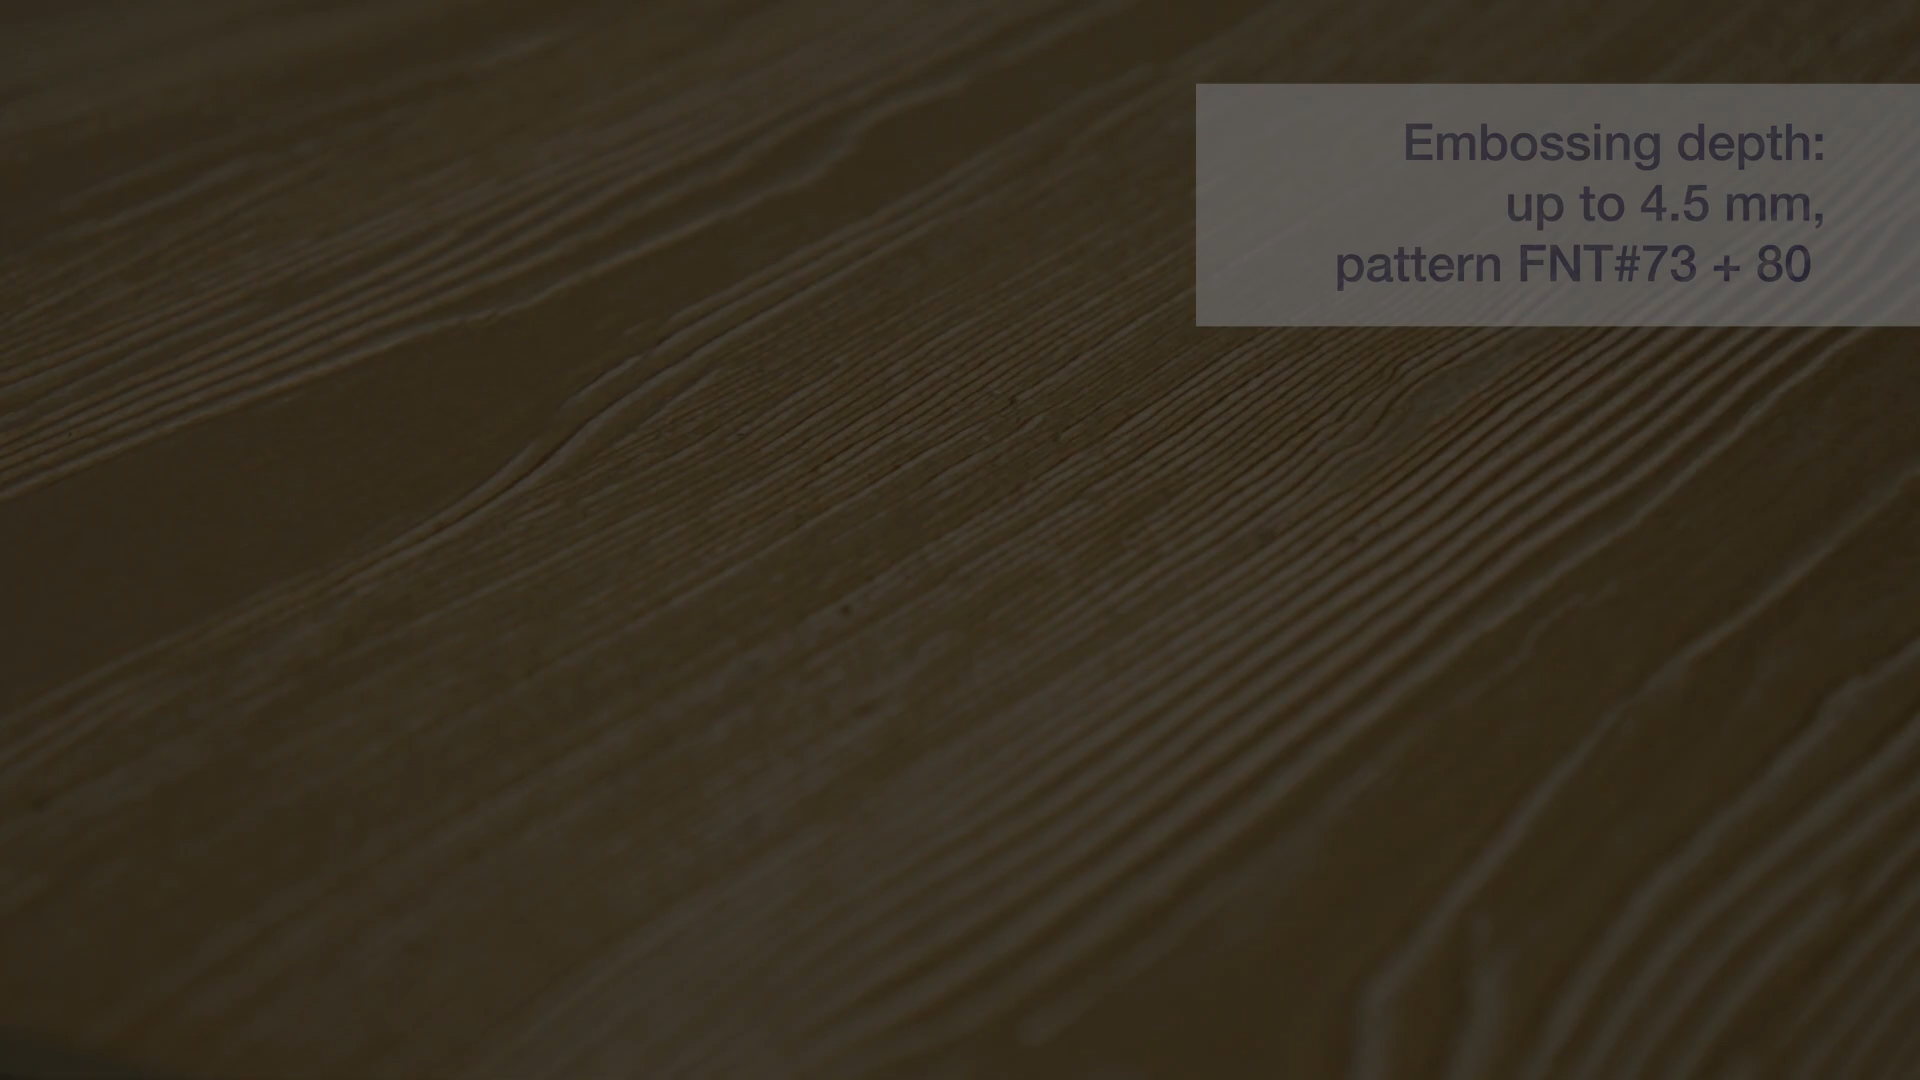 Embossing depth:
up to 4.5 mm,
pattern FNT#73 + 80